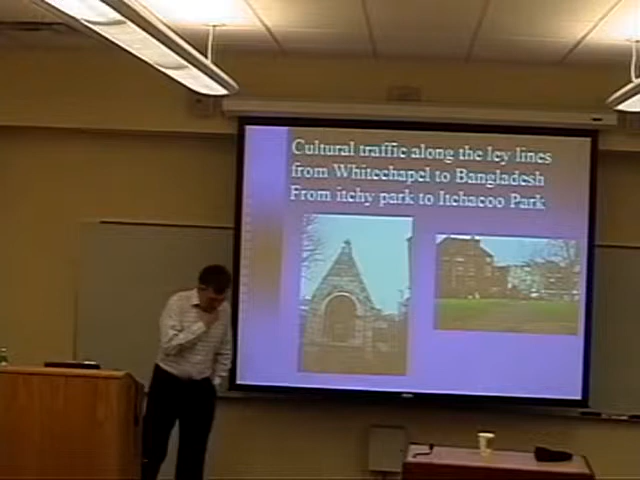 Cultural traffic along the ley lines
from Whitechapel to Bangladesh
From itchy park to Itchacoo Park